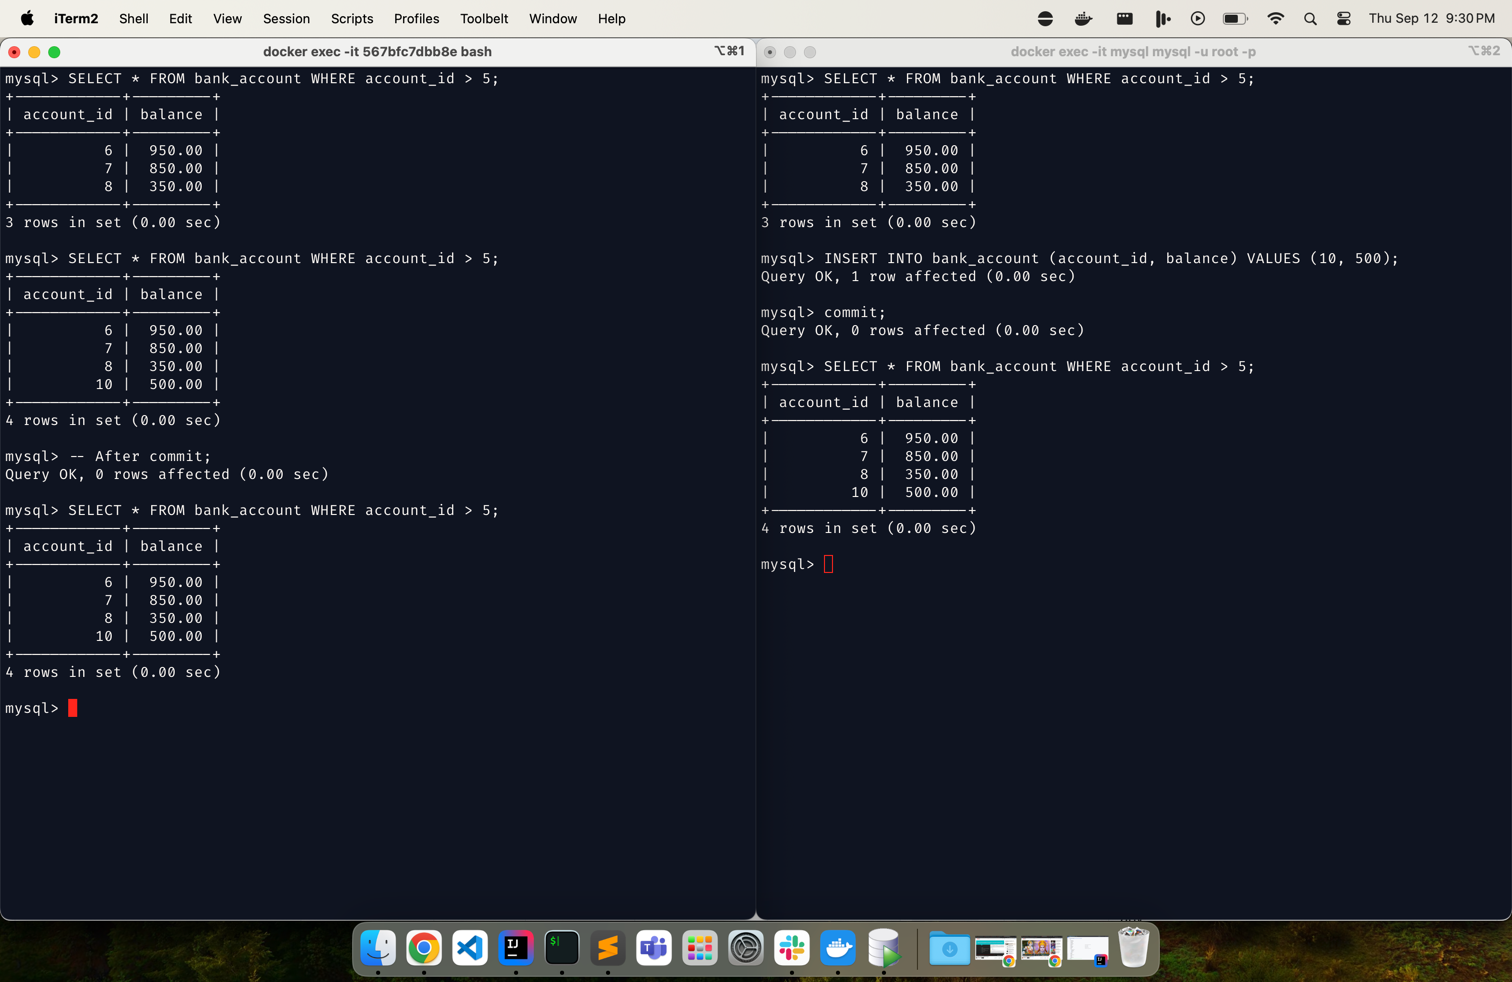 iTerm2 Shell Edit View Session Scripts Profiles Toolbelt Window Help Thu Sep 12 9:30 PM
docker exec -it 567bfc7dbb8e bash ⌥⌘1
mysql> SELECT * FROM bank_account WHERE account_id > 5;
+------------+---------+
| account_id | balance |
+------------+---------+
| 6 | 950.00 |
| 7 | 850.00 |
| 8 | 350.00 |
+------------+---------+
3 rows in set (0.00 sec)
mysql> SELECT * FROM bank_account WHERE account_id > 5;
+------------+---------+
| account_id | balance |
+------------+---------+
| 6 | 950.00 |
| 7 | 850.00 |
| 8 | 350.00 |
| 10 | 500.00 |
+------------+---------+
4 rows in set (0.00 sec)
mysql> -- After commit;
Query OK, 0 rows affected (0.00 sec)
mysql> SELECT * FROM bank_account WHERE account_id > 5;
+------------+---------+
| account_id | balance |
+------------+---------+
| 6 | 950.00 |
| 7 | 850.00 |
| 8 | 350.00 |
| 10 | 500.00 |
+------------+---------+
4 rows in set (0.00 sec)
mysql>
docker exec -it mysql mysql -u root -p ⌥⌘2
mysql> SELECT * FROM bank_account WHERE account_id > 5;
+------------+---------+
| account_id | balance |
+------------+---------+
| 6 | 950.00 |
| 7 | 850.00 |
| 8 | 350.00 |
+------------+---------+
3 rows in set (0.00 sec)
mysql> INSERT INTO bank_account (account_id, balance) VALUES (10, 500);
Query OK, 1 row affected (0.00 sec)
mysql> commit;
Query OK, 0 rows affected (0.00 sec)
mysql> SELECT * FROM bank_account WHERE account_id > 5;
+------------+---------+
| account_id | balance |
+------------+---------+
| 6 | 950.00 |
| 7 | 850.00 |
| 8 | 350.00 |
| 10 | 500.00 |
+------------+---------+
4 rows in set (0.00 sec)
mysql>
IJ
$|